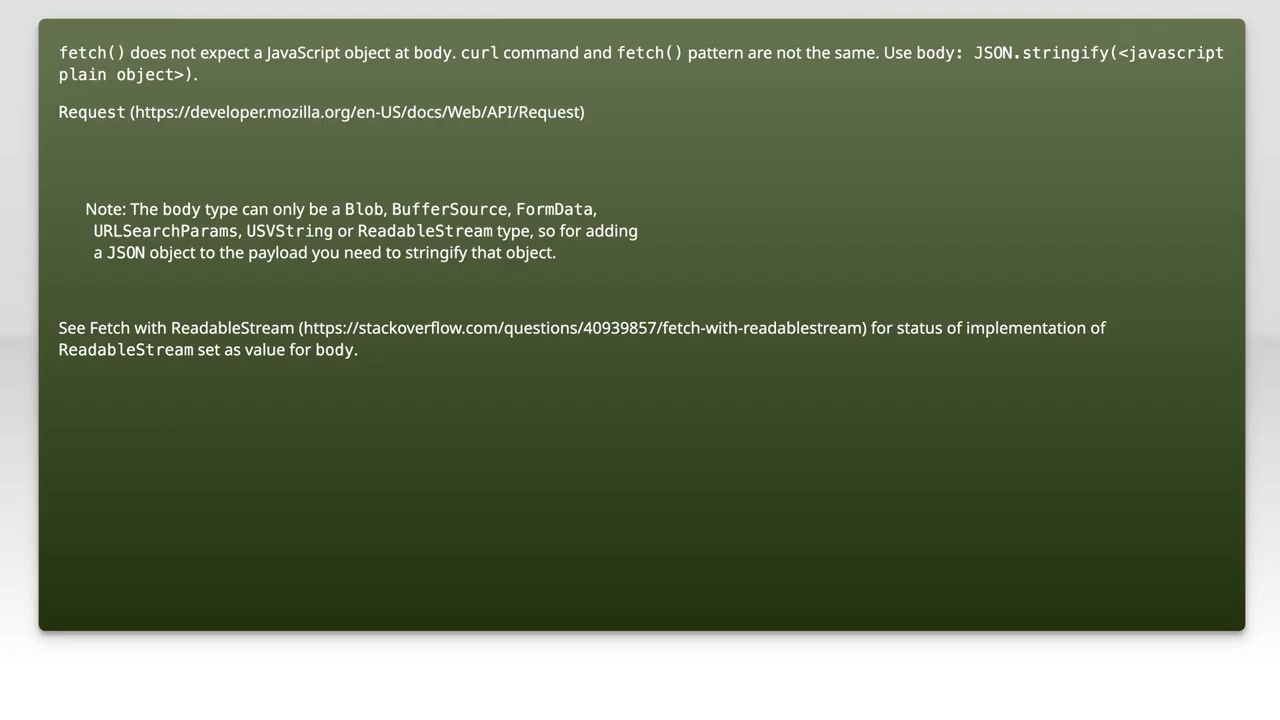 fetch() does not expect a JavaScript object at body. curl command and fetch() pattern are not the same. Use body: JSON.stringify(<javascript
plain object>).
Request (https://developer.mozilla.org/en-US/docs/Web/API/Request)
Note: The body type can only be a Blob, BufferSource, FormData,
URLSearchParams, USVString or ReadableStream type, so for adding
a JSON object to the payload you need to stringify that object.
See Fetch with ReadableStream (https://stackoverflow.com/questions/40939857/fetch-with-readablestream) for status of implementation of
ReadableStream set as value for body.